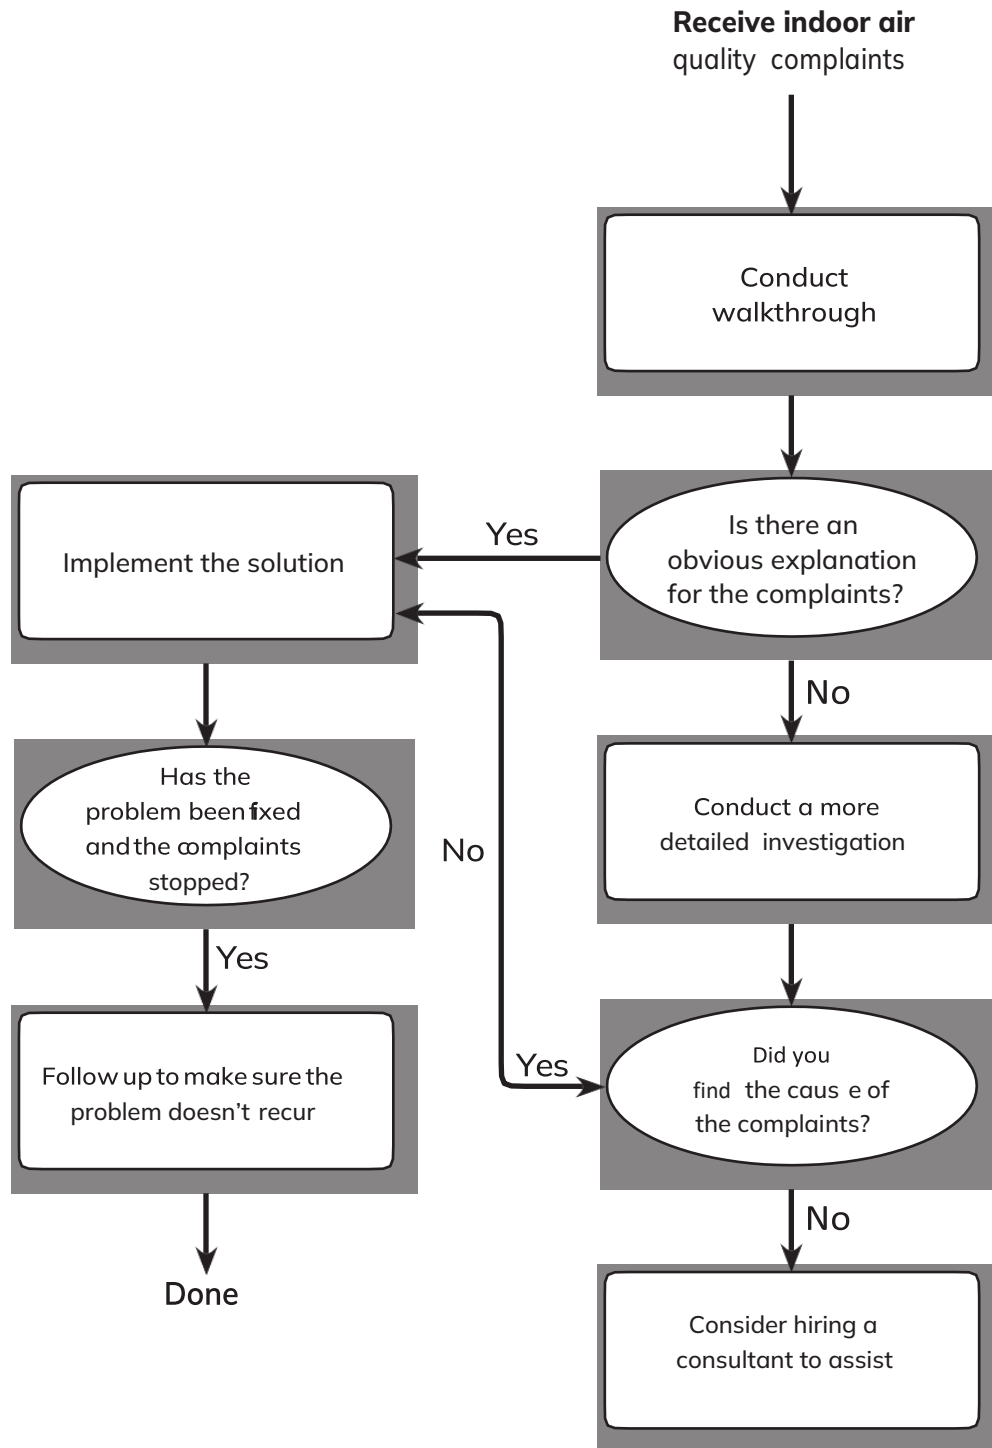 Receive indoor air
quality complaints
Conduct
walkthrough
Is there an
obvious explanation
for the complaints?
Yes
Implement the solution
No
Conduct a more
detailed investigation
Has the
problem been fixed
and the complaints
stopped?
No
Yes
Follow up to make sure the
problem doesn't recur
Done
Yes
Did you
find the caus e of
the complaints?
No
Consider hiring a
consultant to assist